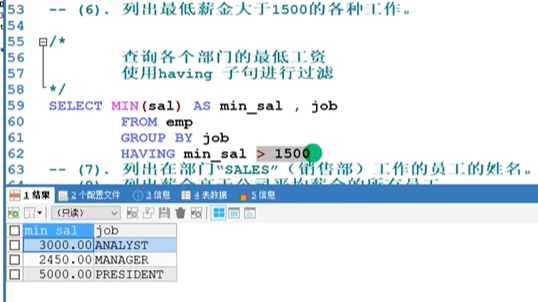 53 -- (6). 列出最低薪金大于1500的各种工作。
54
55 /*
56 查询各个部门的最低工资
57 使用having 子句进行过滤
58 */
59 SELECT MIN(sal) AS min_sal , job
60 FROM emp
61 GROUP BY job
62 HAVING min_sal > 1500
63 -- (7). 列出在部门“SALES”(销售部)工作的员工的姓名。
1 结果 2 个配置文件 3 信息 4 表数据 5 信息
(只读)
min_sal job
3000.00 ANALYST
2450.00 MANAGER
5000.00 PRESIDENT